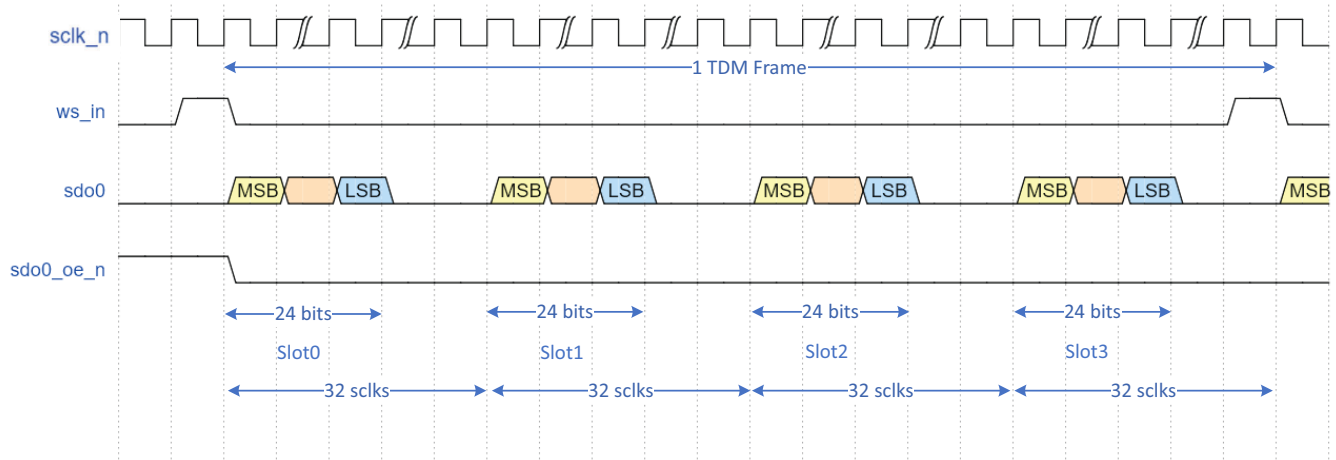 sclk_n
1 TDM Frame
ws_in
sdo0 MSB LSB MSB LSB MSB LSB MSB LSB MSB
sdo0_oe_n
24 bits 24 bits 24 bits 24 bits
Slot0 Slot1 Slot2 Slot3
32 sclks 32 sclks 32 sclks 32 sclks